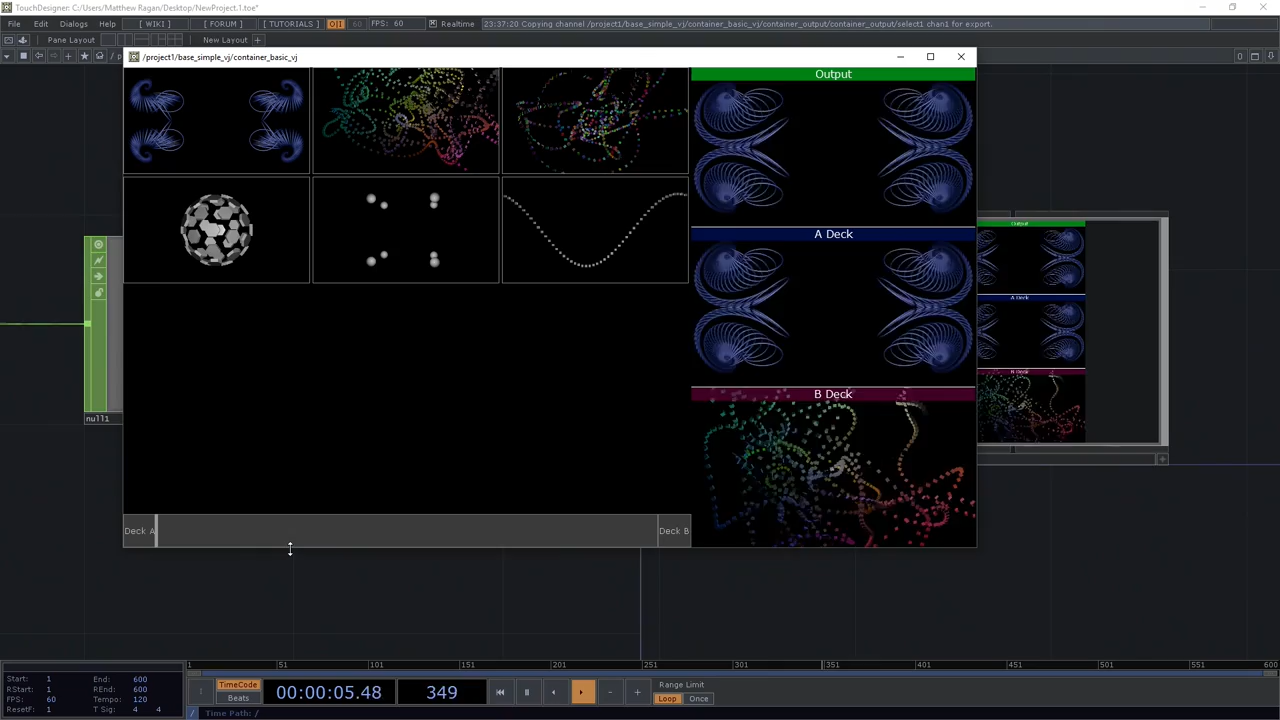 TouchDesigner: C:/Users/Matthew Ragan/Desktop/NewProject.1.toe*
File Edit Dialogs Help [ WIKI ] [ FORUM ] [ TUTORIALS ] O|I FPS: 60 60 Realtime 23:37:20 Copying channel /project1/base_simple_vj/container_basic_vj/container_output/container_output/select1 chan1 for export.
Pane Layout New Layout +
/project1/base_simple_vj/container_basic_vj
Output
A Deck
B Deck
Deck A
Deck B
Output
A Deck
B Deck
null1
1 51 101 151 201 251 301 351 401 451 501 551 600
Start: 1 End: 600
RStart: 1 REnd: 600
FPS: 60 Tempo: 120
ResetF: 1 T Sig: 4 4
TimeCode
Beats
00:00:05.48
349
Range Limit
Loop Once
/ Time Path: /